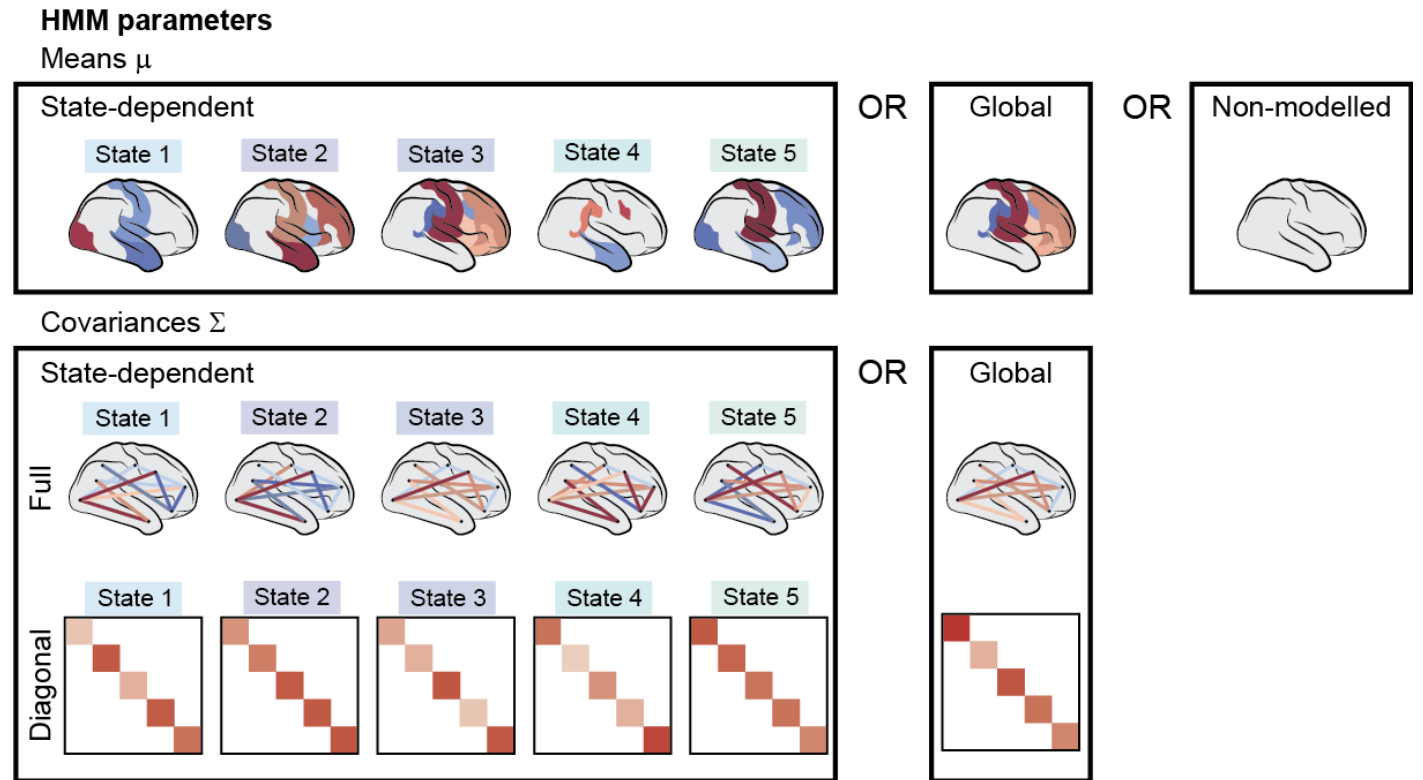 HMM parameters
Means μ
State-dependent
OR
Global
OR
Non-modelled
State 1
State 2
State 3
State 4
State 5
Covariances Σ
State-dependent
OR
Global
State 1
State 2
State 3
State 4
State 5
Full
State 1
State 2
State 3
State 4
State 5
Diagonal